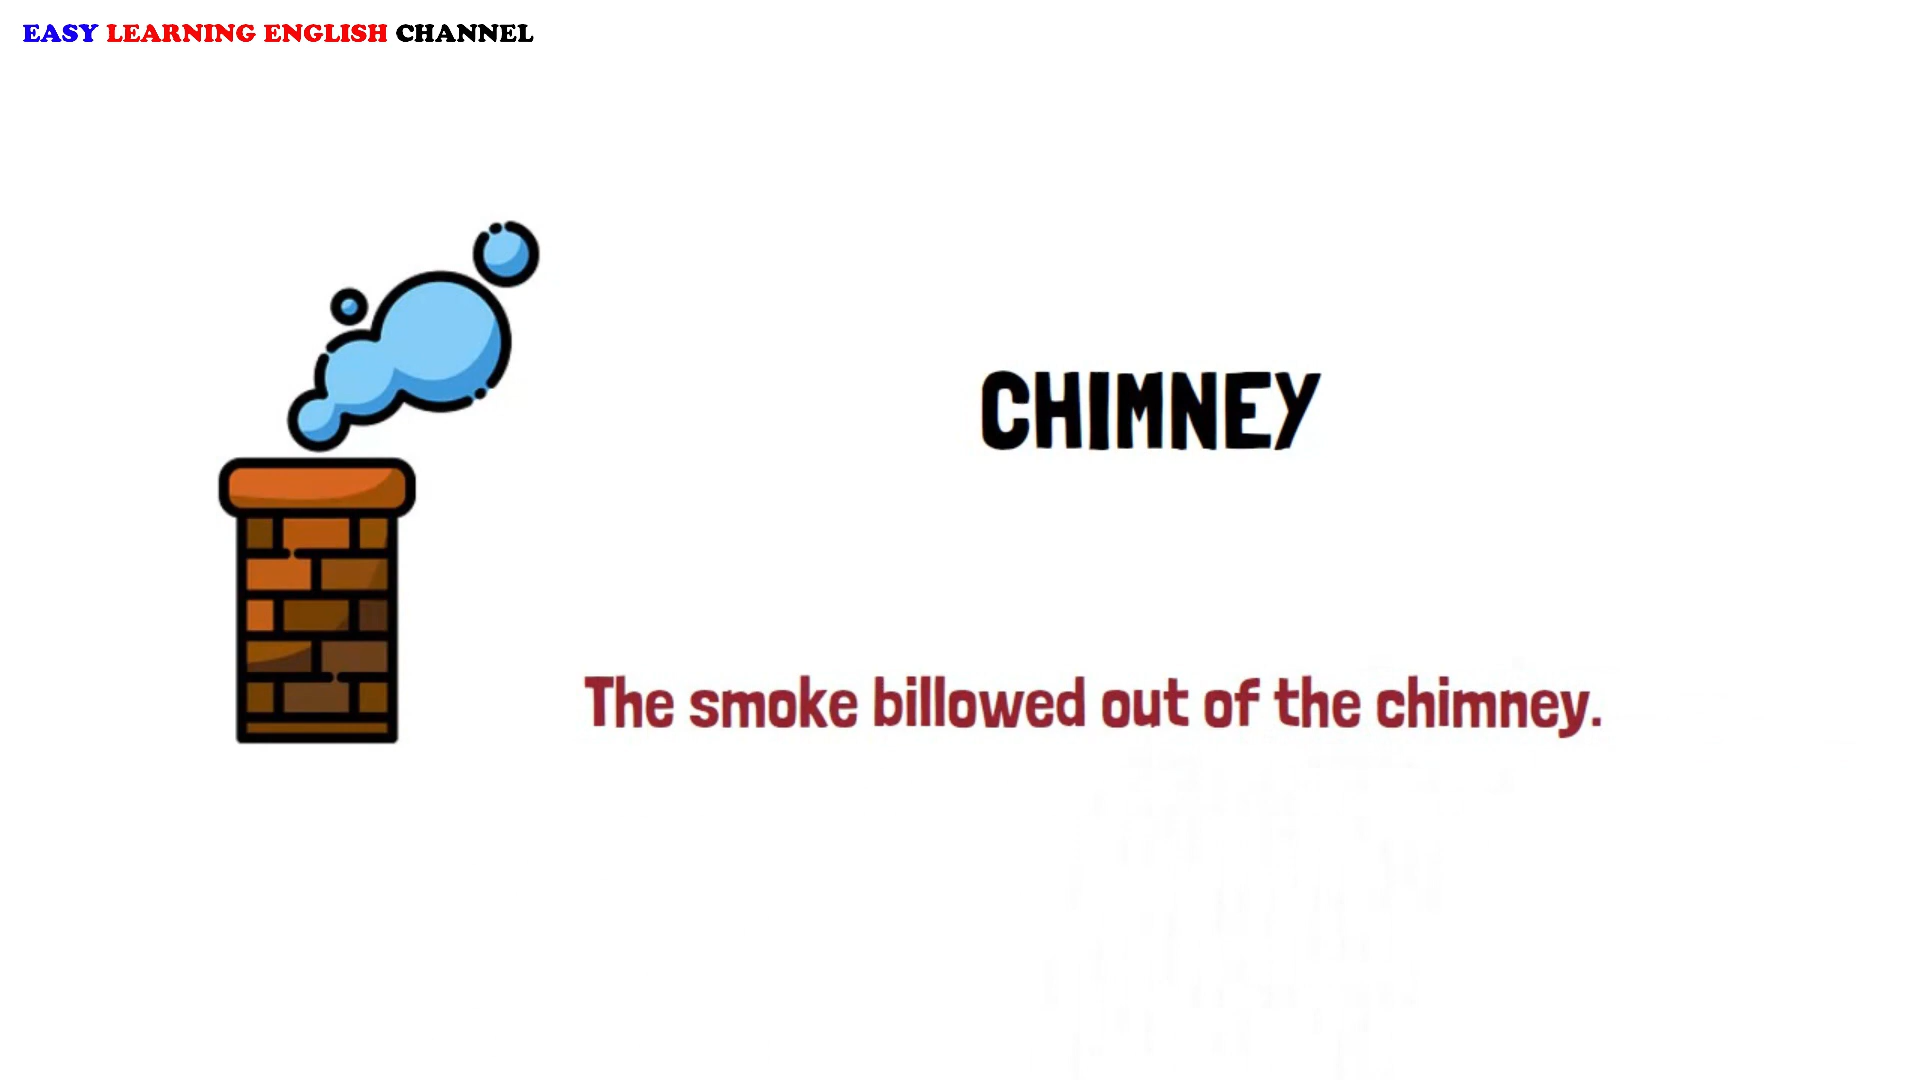 EASY LEARNING ENGLISH CHANNEL
CHIMNEY
The smoke billowed out of the chimney.